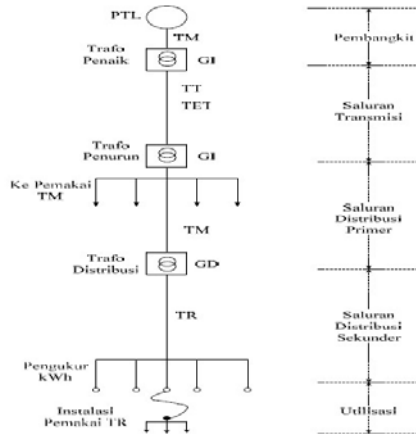 PTL
TM
Pembangkit
Trafo
Penaik
GI
TT
TET
Saluran
Transmisi
Trafo
Penurun
GI
Ke Pemakai
TM
Saluran
Distribusi
Primer
TM
Trafo
Distribusi
GD
TR
Saluran
Distribusi
Sekunder
Pengukur
kWh
Instalasi
Pemakai TR
Utilisasi